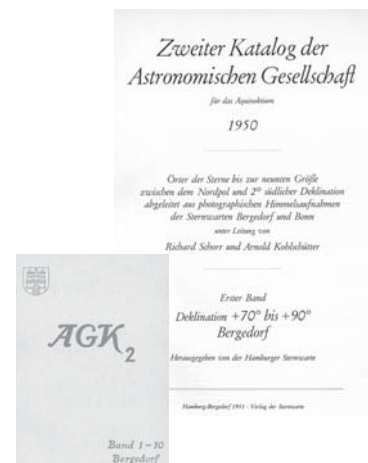 Zweiter Katalog der
Astronomischen Gesellschaft
für das Äquinoktium
1950
Örter der Sterne bis zur neunten Größe
zwischen dem Nordpol und 2° südlicher Deklination
abgeleitet aus photographischen Himmelsaufnahmen
der Sternwarten Bergedorf und Bonn
unter Leitung von
Richard Schorr und Arnold Kohlschütter
Erster Band
Deklination +70° bis +90°
Bergedorf
Herausgegeben von der Hamburger Sternwarte
Hamburg-Bergedorf 1951 - Verlag der Sternwarte
AGK2
Band 1-10
Bergedorf